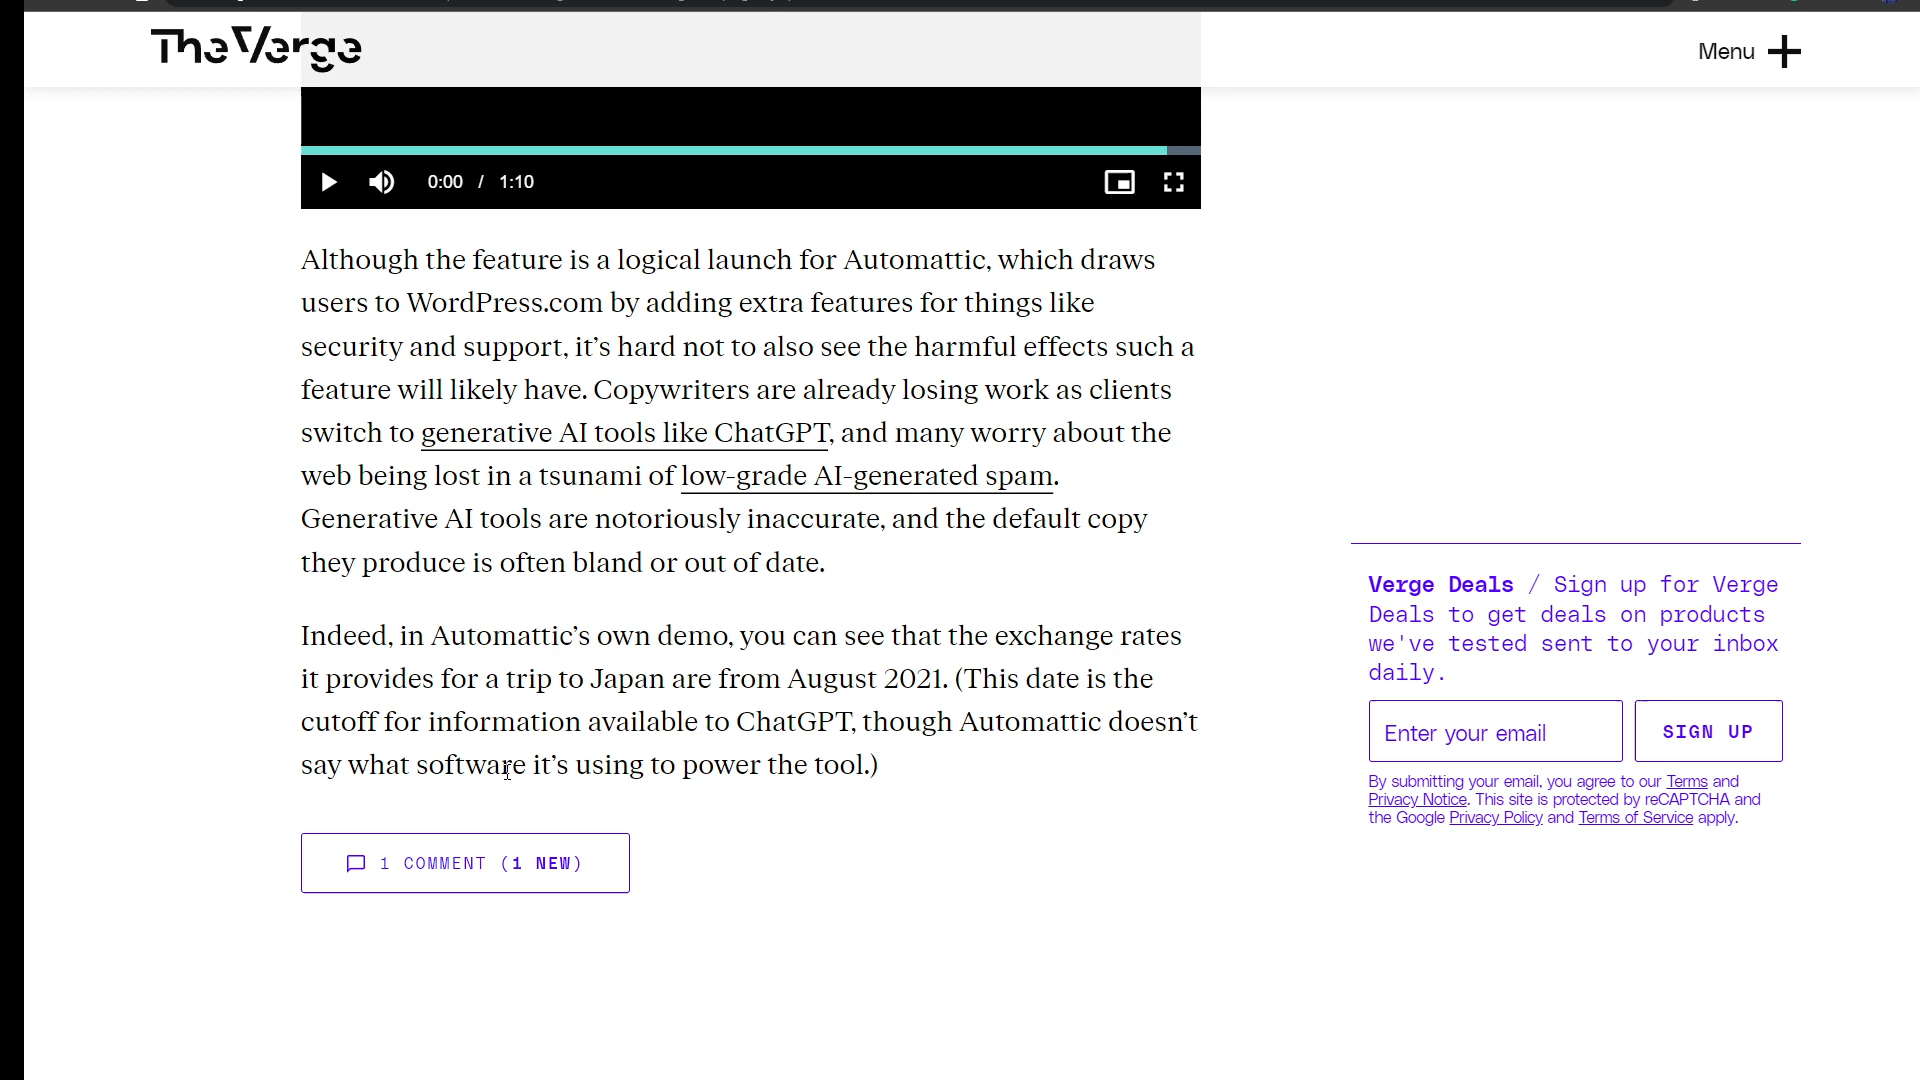 The Verge
Menu
0:00 / 1:10
Although the feature is a logical launch for Automattic, which draws
users to WordPress.com by adding extra features for things like
security and support, it’s hard not to also see the harmful effects such a
feature will likely have. Copywriters are already losing work as clients
switch to generative AI tools like ChatGPT, and many worry about the
web being lost in a tsunami of low-grade AI-generated spam.
Generative AI tools are notoriously inaccurate, and the default copy
they produce is often bland or out of date.
Indeed, in Automattic’s own demo, you can see that the exchange rates
it provides for a trip to Japan are from August 2021. (This date is the
cutoff for information available to ChatGPT, though Automattic doesn’t
say what software it’s using to power the tool.)
1 COMMENT (1 NEW)
Verge Deals / Sign up for Verge
Deals to get deals on products
we've tested sent to your inbox
daily.
Enter your email
SIGN UP
By submitting your email, you agree to our Terms and
Privacy Notice. This site is protected by reCAPTCHA and
the Google Privacy Policy and Terms of Service apply.